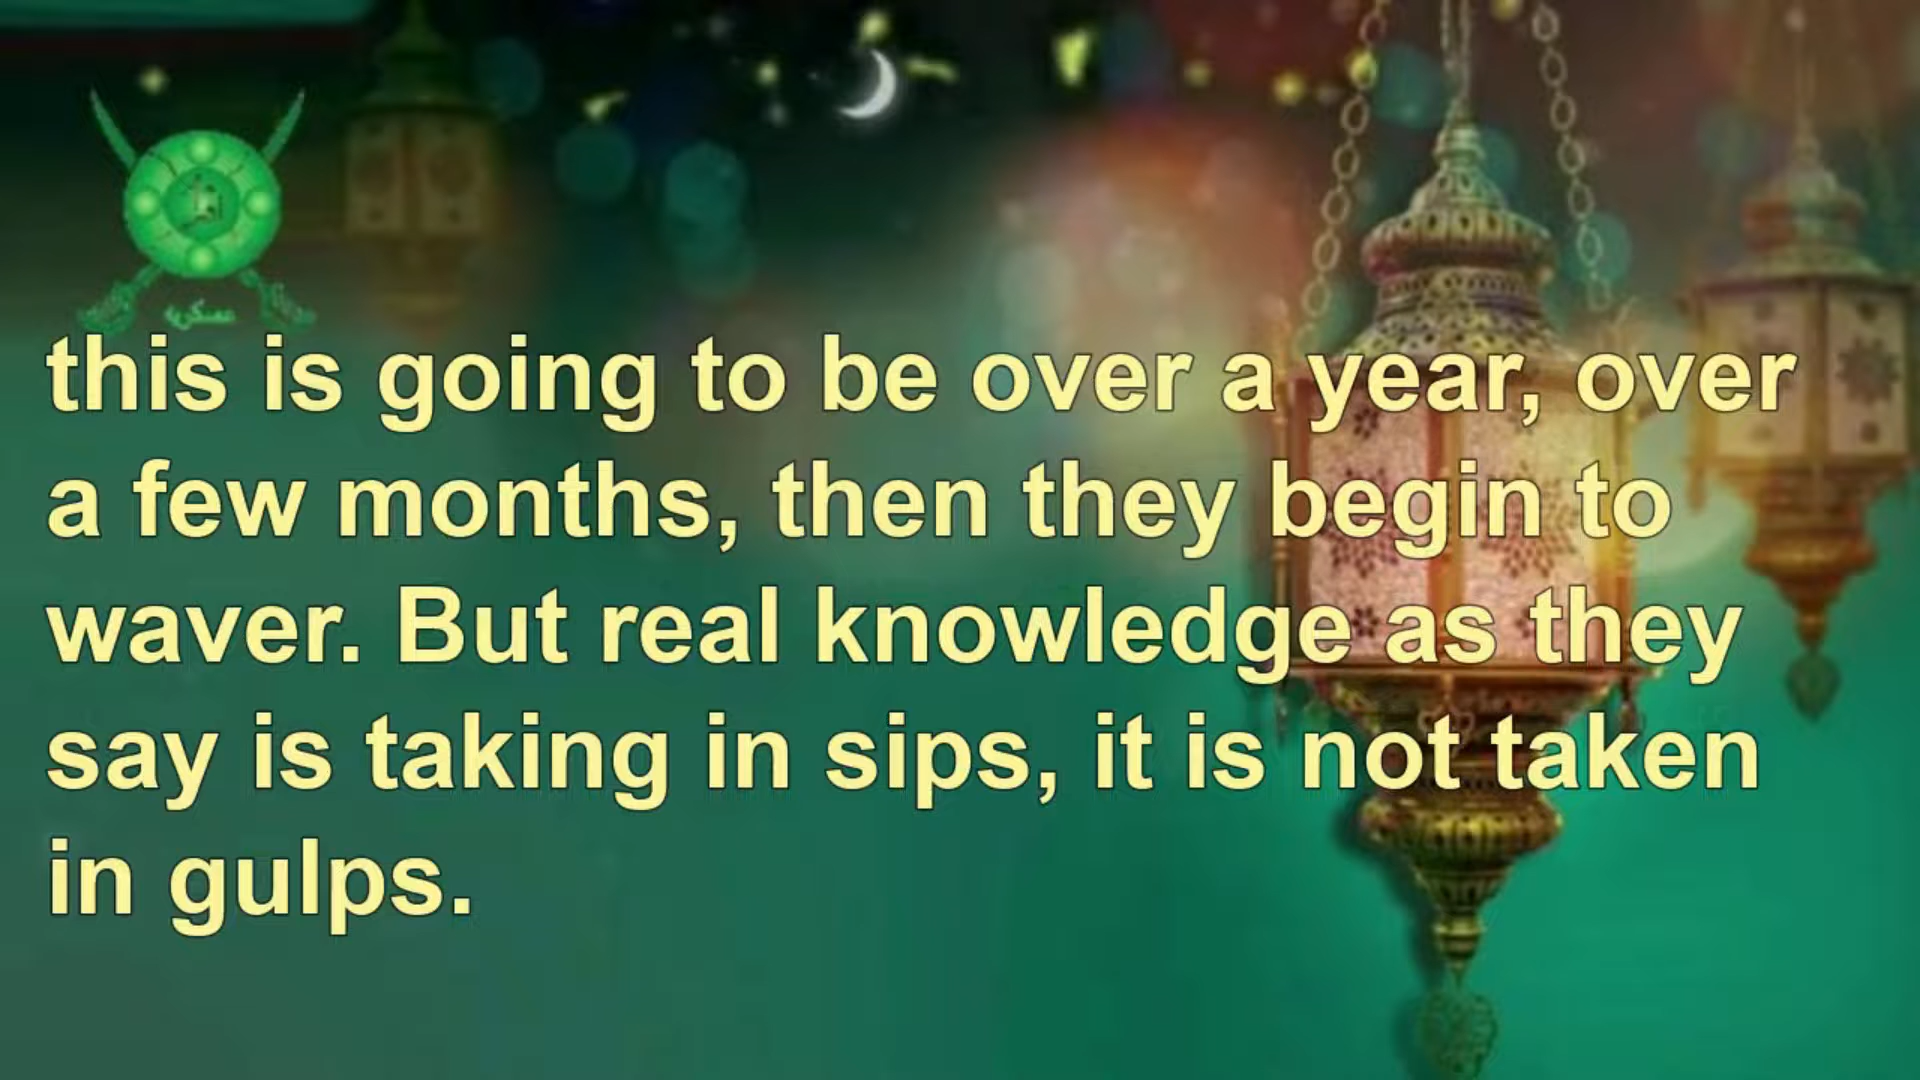 عسكريه
this is going to be over a year, over
a few months, then they begin to
waver. But real knowledge as they
say is taking in sips, it is not taken
in gulps.